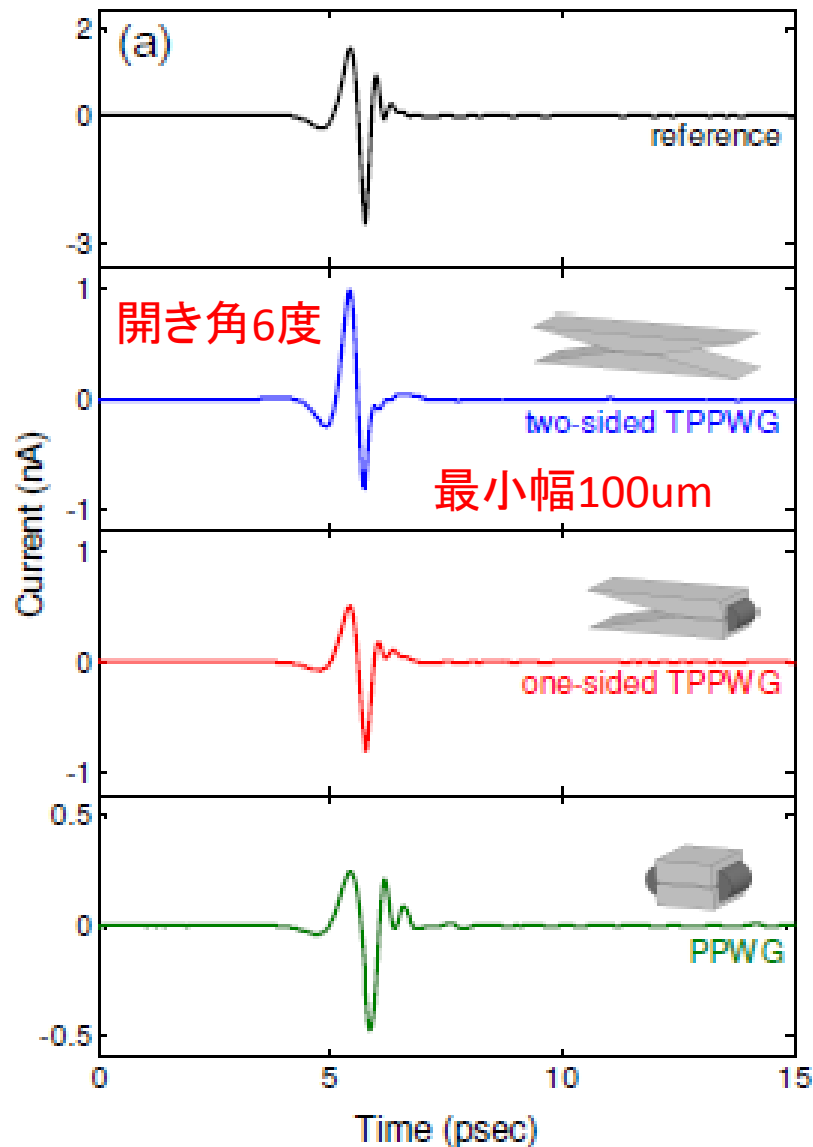 (a)
2
0
-3
reference
1
開き角6度
0
two-sided TPPWG
最小幅100um
-1
1
0
one-sided TPPWG
-1
0.5
0
PPWG
-0.5
0 5 10 15
Time (psec)
Current (nA)